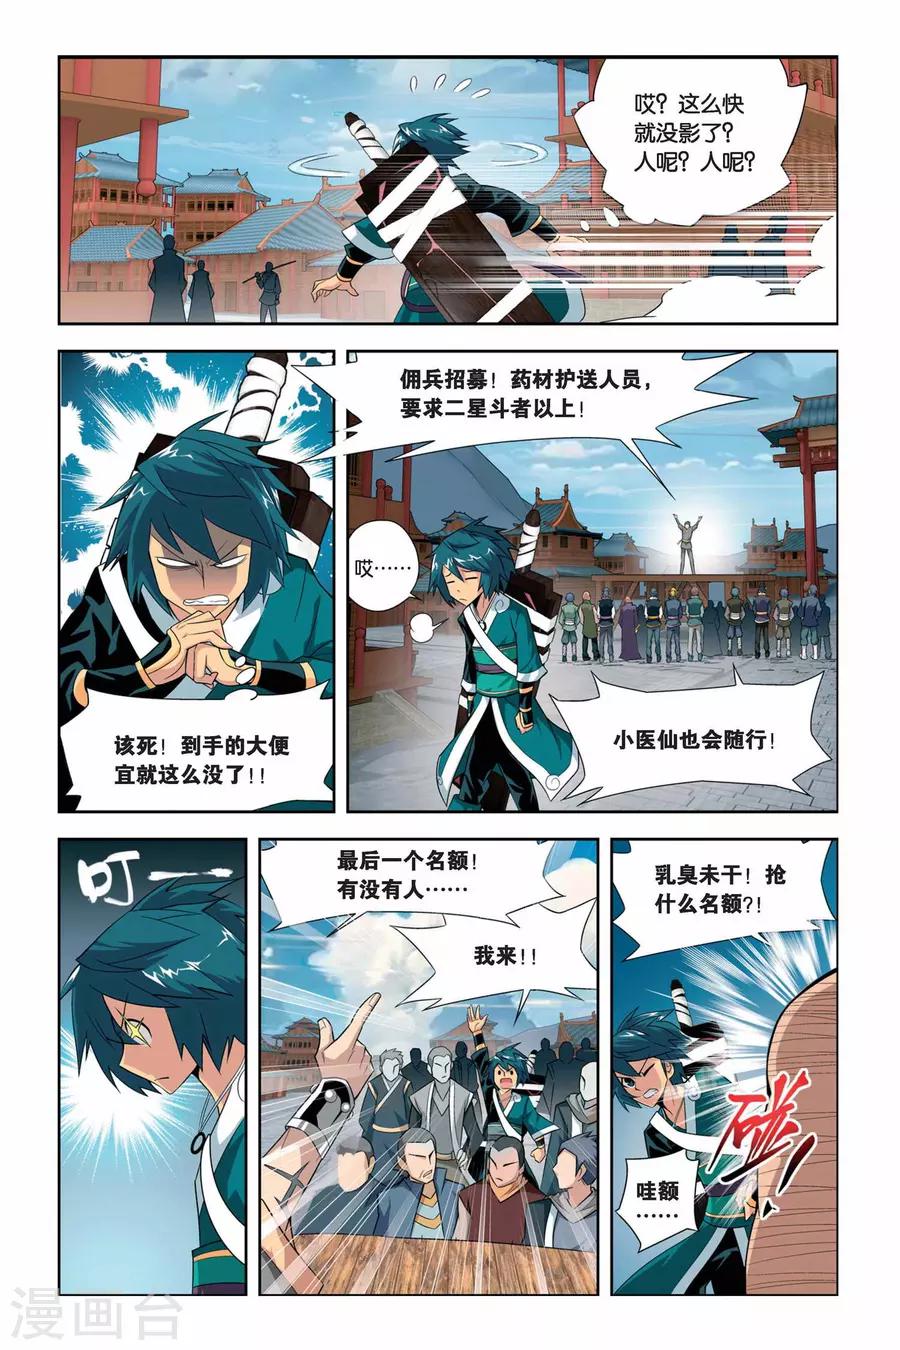 哎？这么快
就没影了？
人呢？人呢？
佣兵招募！药材护送人员，
要求二星斗者以上！
哎……
该死！到手的大便
宜就这么没了！！
小医仙也会随行！
叮一
最后一个名额！
有没有人……
我来！！
乳臭未干！抢
什么名额？！
碰！
哇额
……
漫画台